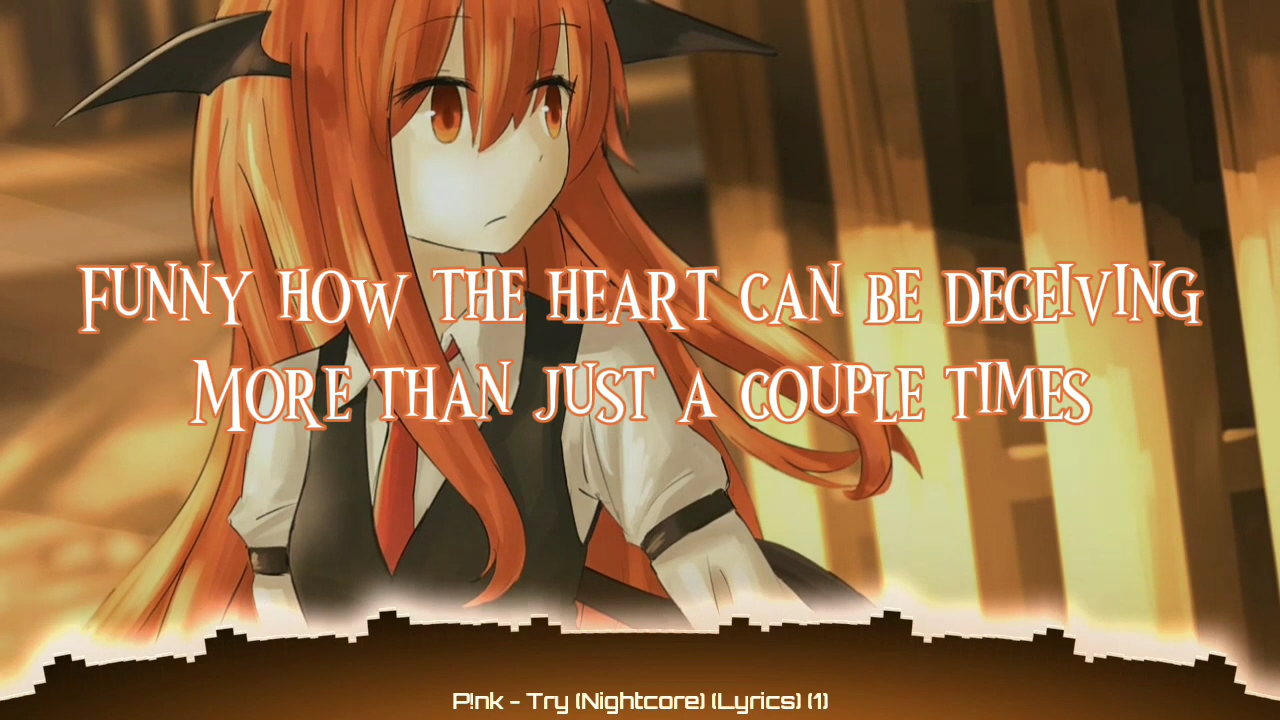 Funny how the heart can be deceiving
More than just a couple times
P!nk - Try (Nightcore) (Lyrics) (1)